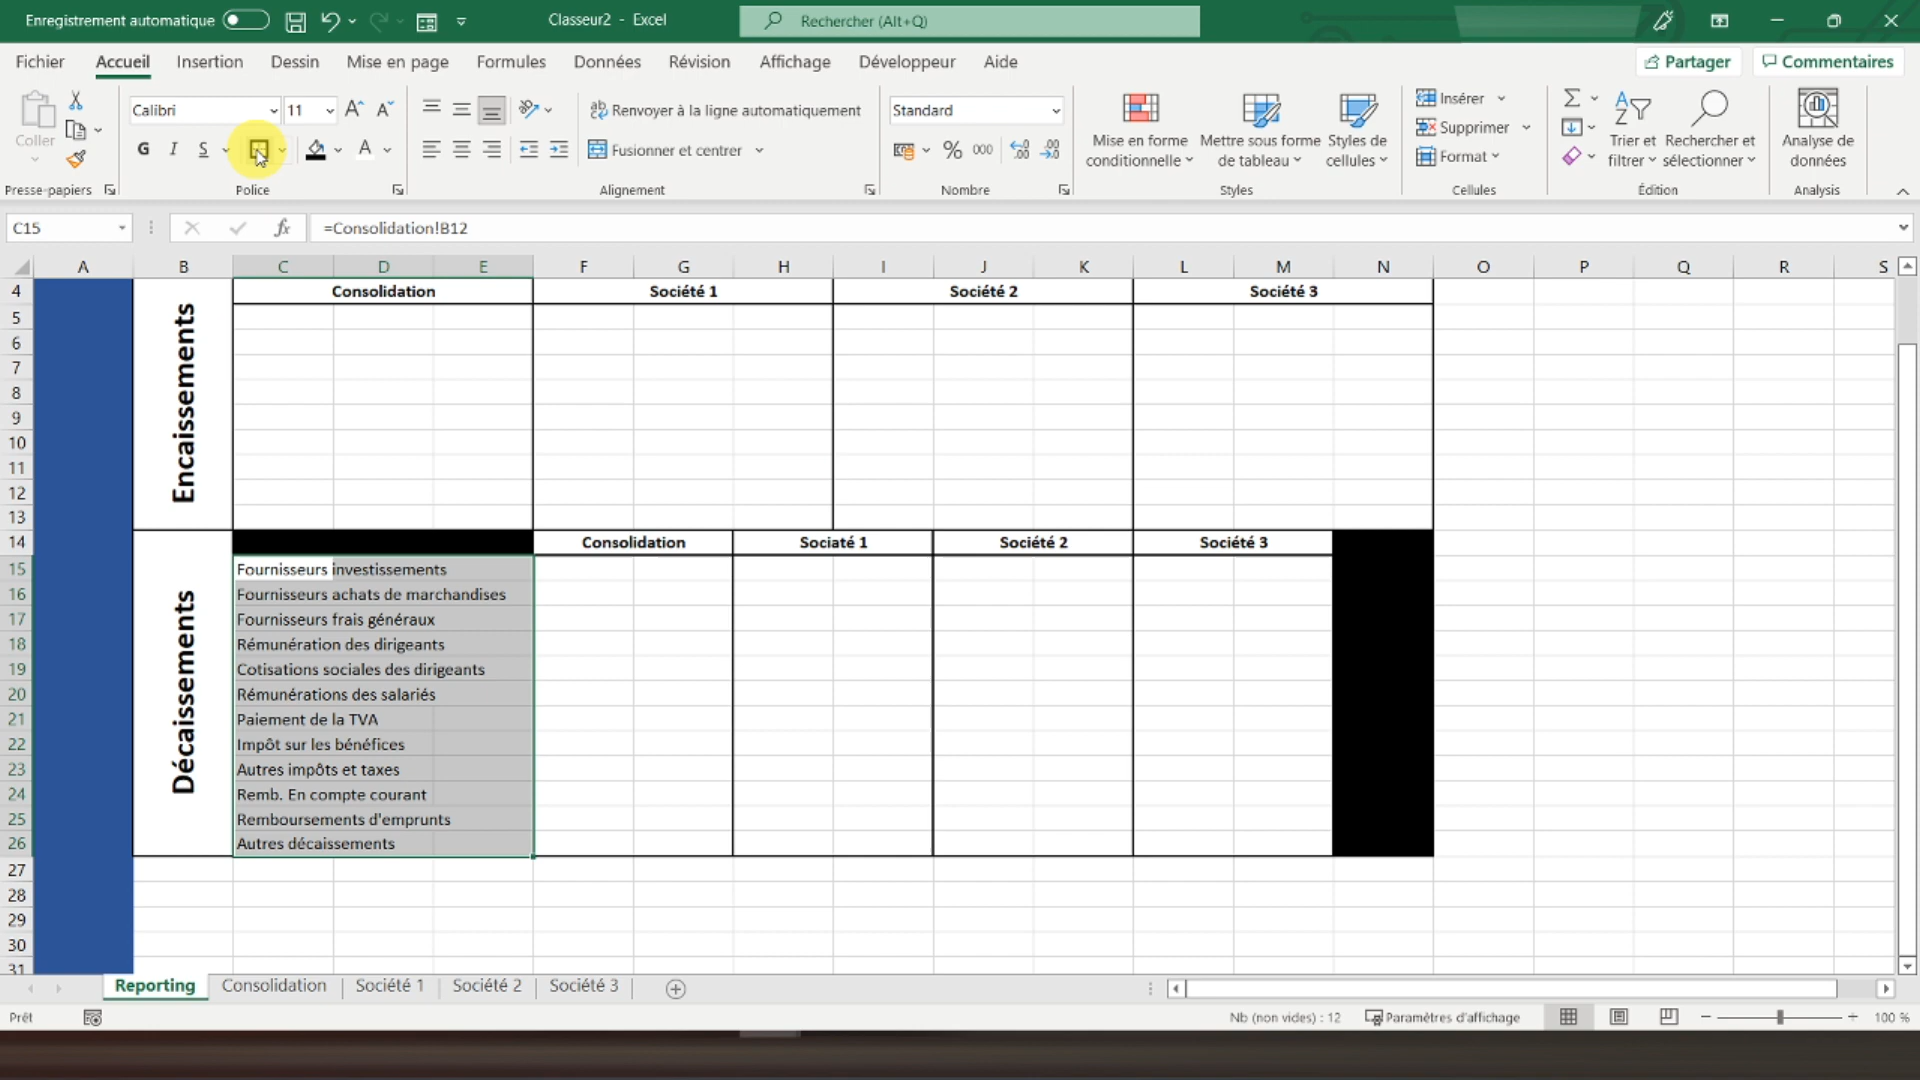 Enregistrement automatique
Classeur2 - Excel
Rechercher (Alt+Q)
Fichier Accueil Insertion Dessin Mise en page Formules Données Révision Affichage Développeur Aide
Partager Commentaires
Coller
Presse-papiers
Calibri 11
G I S A
Police
Renvoyer à la ligne automatiquement
Fusionner et centrer
Alignement
Standard
% 000
Nombre
Mise en forme conditionnelle
Mettre sous forme de tableau
Styles de cellules
Styles
Insérer
Supprimer
Format
Cellules
Trier et filtrer
Rechercher et sélectionner
Édition
Analyse de données
Analysis
C15 fx =Consolidation!B12
A B C D E F G H I J K L M N O P Q R S
4 Consolidation Société 1 Société 2 Société 3
5
6
7
8
9
10
11
12
13
Encaissements
14 Consolidation Sociaté 1 Société 2 Société 3
15 Fournisseurs investissements
16 Fournisseurs achats de marchandises
17 Fournisseurs frais généraux
18 Rémunération des dirigeants
19 Cotisations sociales des dirigeants
20 Rémunérations des salariés
21 Paiement de la TVA
22 Impôt sur les bénéfices
23 Autres impôts et taxes
24 Remb. En compte courant
25 Remboursements d'emprunts
26 Autres décaissements
Décaissements
27
28
29
30
31
Reporting Consolidation Société 1 Société 2 Société 3
Prêt
Nb (non vides) : 12 Paramètres d'affichage 100 %